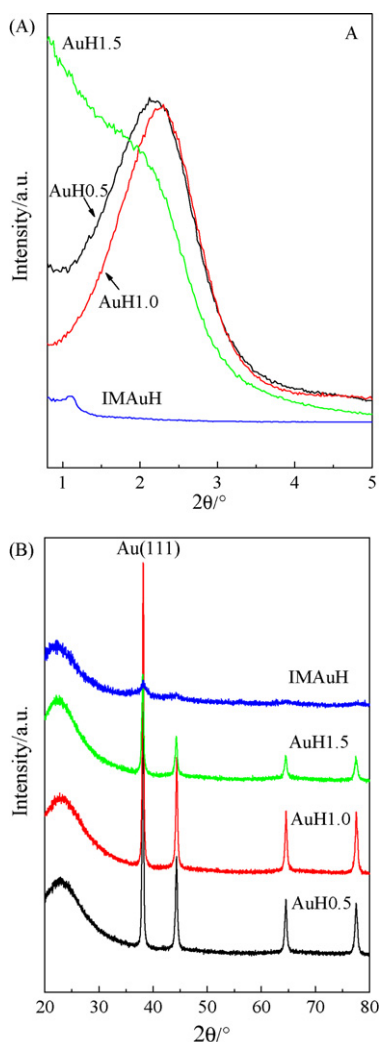 (A)
A
AuH1.5
AuH0.5
AuH1.0
IMAuH
Intensity/a.u.
1 2 3 4 5
2θ/°
(B)
Au(111)
IMAuH
AuH1.5
AuH1.0
AuH0.5
Intensity/a.u.
20 30 40 50 60 70 80
2θ/°